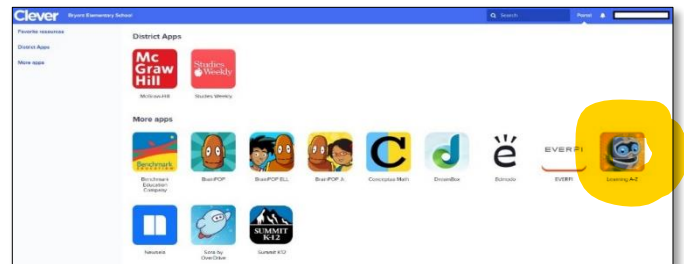 Clever Bryant Elementary School Search Portal
Favorite resources
District Apps
More apps
District Apps
Mc Graw Hill
Studies Weekly
McGraw Hill Studies Weekly
More apps
Benchmark EDUCATION
C
d
ë
EVERFI
Benchmark Education Company BrainPOP BrainPOP ELL BrainPOP Jr. Conceptua Math DreamBox Edmodo EVERFI Learning A-Z
N
SUMMIT K-12
Newsela Sora by OverDrive Summit K12